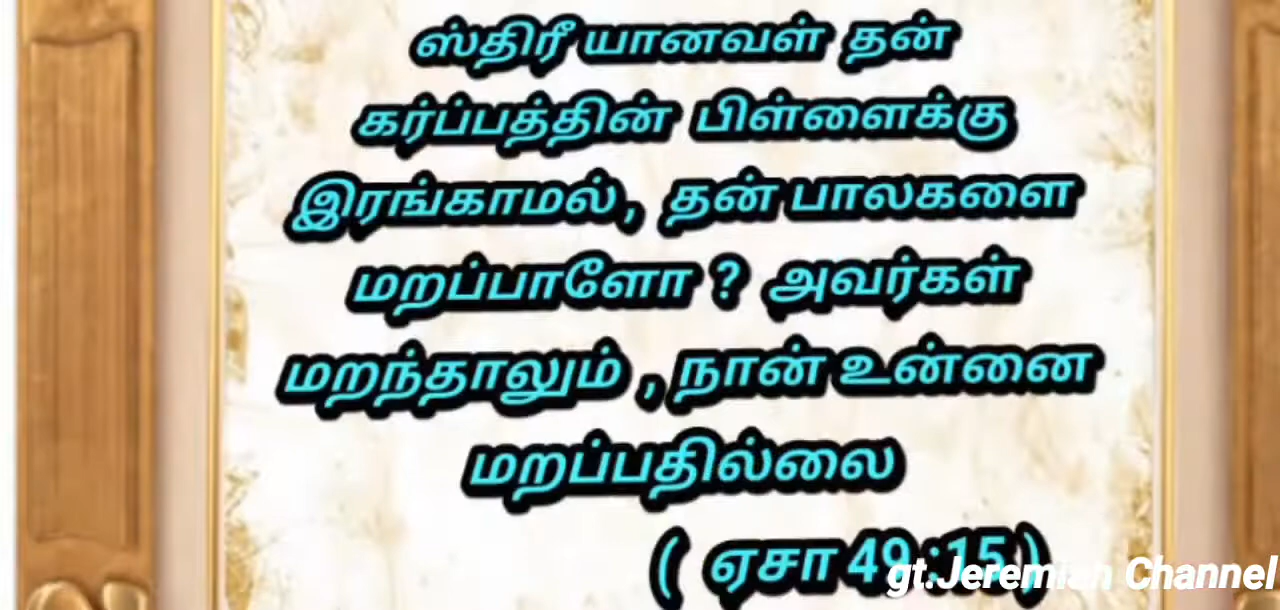 ஸ்திரீ யானவள் தன்
கர்ப்பத்தின் பிள்ளைக்கு
இரங்காமல் , தன் பாலகளை
மறப்பாளோ ? அவர்கள்
மறந்தாலும் , நான் உன்னை
மறப்பதில்லை
( ஏசா 49 :15 )
gt.Jeremiah Channel